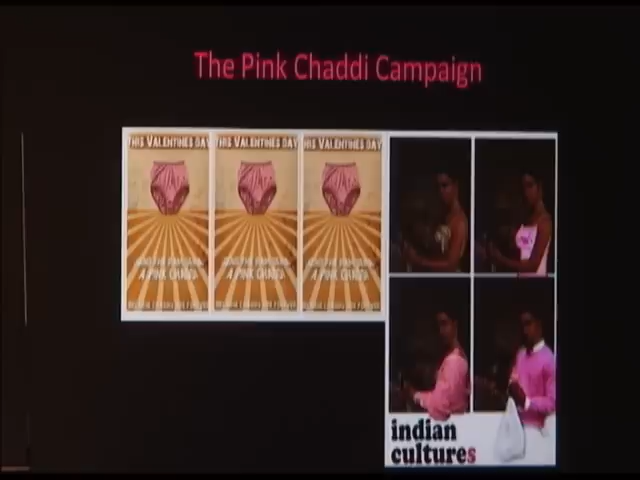 The Pink Chaddi Campaign
THIS VALENTINES DAY
THIS VALENTINES DAY
THIS VALENTINES DAY
A PINK CHADDI
A PINK CHADDI
A PINK CHADDI
indian
cultures